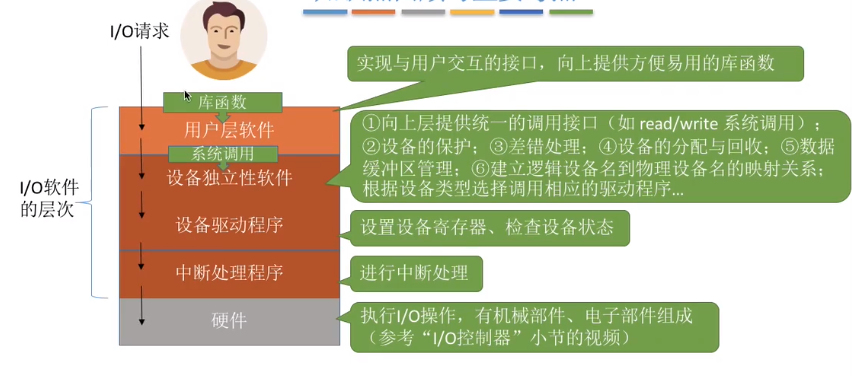 I/O请求
实现与用户交互的接口，向上提供方便易用的库函数
库函数
用户层软件
系统调用
设备独立性软件
①向上层提供统一的调用接口（如 read/write 系统调用）；
②设备的保护；③差错处理；④设备的分配与回收；⑤数据
缓冲区管理；⑥建立逻辑设备名到物理设备名的映射关系；
根据设备类型选择调用相应的驱动程序...
I/O软件
的层次
设备驱动程序
设置设备寄存器、检查设备状态
中断处理程序
进行中断处理
硬件
执行I/O操作，有机械部件、电子部件组成
（参考“I/O控制器”小节的视频）